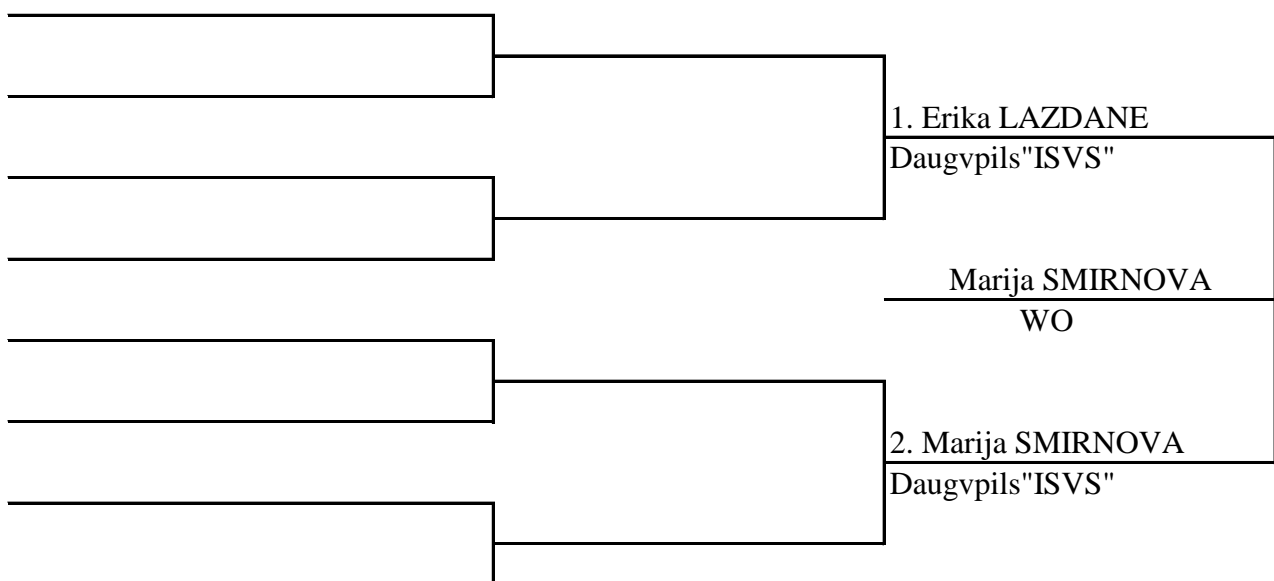 1. Erika LAZDANE
Daugvpils"ISVS"
Marija SMIRNOVA
WO
2. Marija SMIRNOVA
Daugvpils"ISVS"